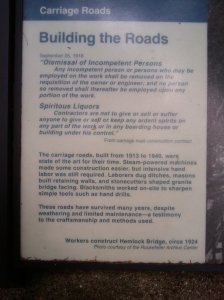 Carriage Roads
Building the Roads
September 25, 1918
"Dismissal of Incompetent Persons
Any incompetent person or persons who may be
employed on the work shall be removed on the
requisition of the owner or engineer, and no person
so removed shall thereafter be employed upon any
portion of the work.
Spiritous Liquors
Contractors are not to give or sell or suffer
anyone to give or sell or keep any ardent spirits on
any part of the work or in any boarding house or
building under his control."
From carriage road construction contract
The carriage roads, built from 1913 to 1940, were
state of the art for their time. Steam-powered machines
made some construction easier, but intensive hand
labor was still required. Laborers dug ditches, masons
built retaining walls, and stonecutters shaped granite
bridge facing. Blacksmiths worked on-site to sharpen
simple tools such as hand drills.
These roads have survived many years, despite
weathering and limited maintenance—a testimony
to the craftsmanship and methods used.
Workers construct Hemlock Bridge, circa 1924
Photo courtesy of the Rockefeller Archive Center